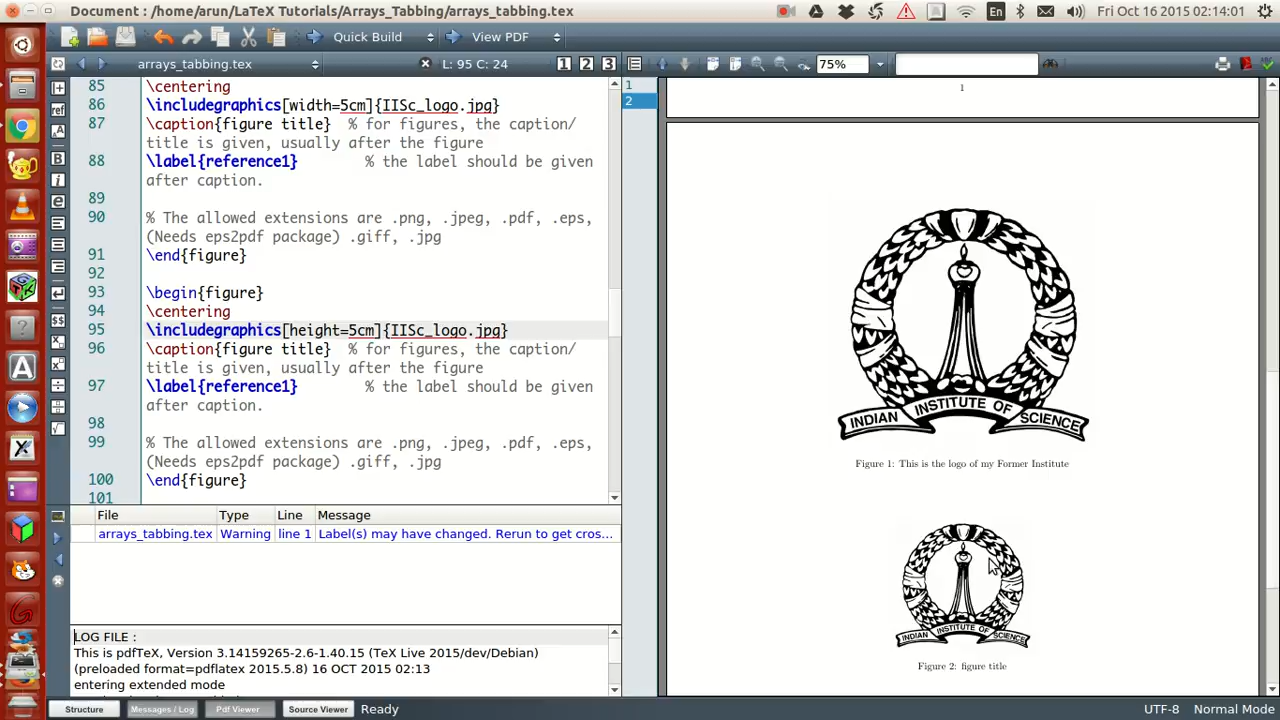 Document : /home/arun/LaTeX Tutorials/Arrays_Tabbing/arrays_tabbing.tex
En
Fri Oct 16 2015 02:14:01
Quick Build
View PDF
arrays_tabbing.tex
L: 95 C: 24
1 2 3
75%
85 \centering
86 \includegraphics[width=5cm]{IISc_logo.jpg}
87 \caption{figure title} % for figures, the caption/
title is given, usually after the figure
88 \label{reference1} % the label should be given
after caption.
89
90 % The allowed extensions are .png, .jpeg, .pdf, .eps,
(Needs eps2pdf package) .giff, .jpg
91 \end{figure}
92
93 \begin{figure}
94 \centering
95 \includegraphics[height=5cm]{IISc_logo.jpg}
96 \caption{figure title} % for figures, the caption/
title is given, usually after the figure
97 \label{reference1} % the label should be given
after caption.
98
99 % The allowed extensions are .png, .jpeg, .pdf, .eps,
(Needs eps2pdf package) .giff, .jpg
100 \end{figure}
101
ref
File Type Line Message
arrays_tabbing.tex Warning line 1 Label(s) may have changed. Rerun to get cros...
LOG FILE :
This is pdfTeX, Version 3.14159265-2.6-1.40.15 (TeX Live 2015/dev/Debian)
(preloaded format=pdflatex 2015.5.8) 16 OCT 2015 02:13
entering extended mode
1
2
1
INDIAN INSTITUTE OF SCIENCE
Figure 1: This is the logo of my Former Institute
INDIAN INSTITUTE OF SCIENCE
Figure 2: figure title
Structure Messages / Log Pdf Viewer Source Viewer Ready
UTF-8 Normal Mode